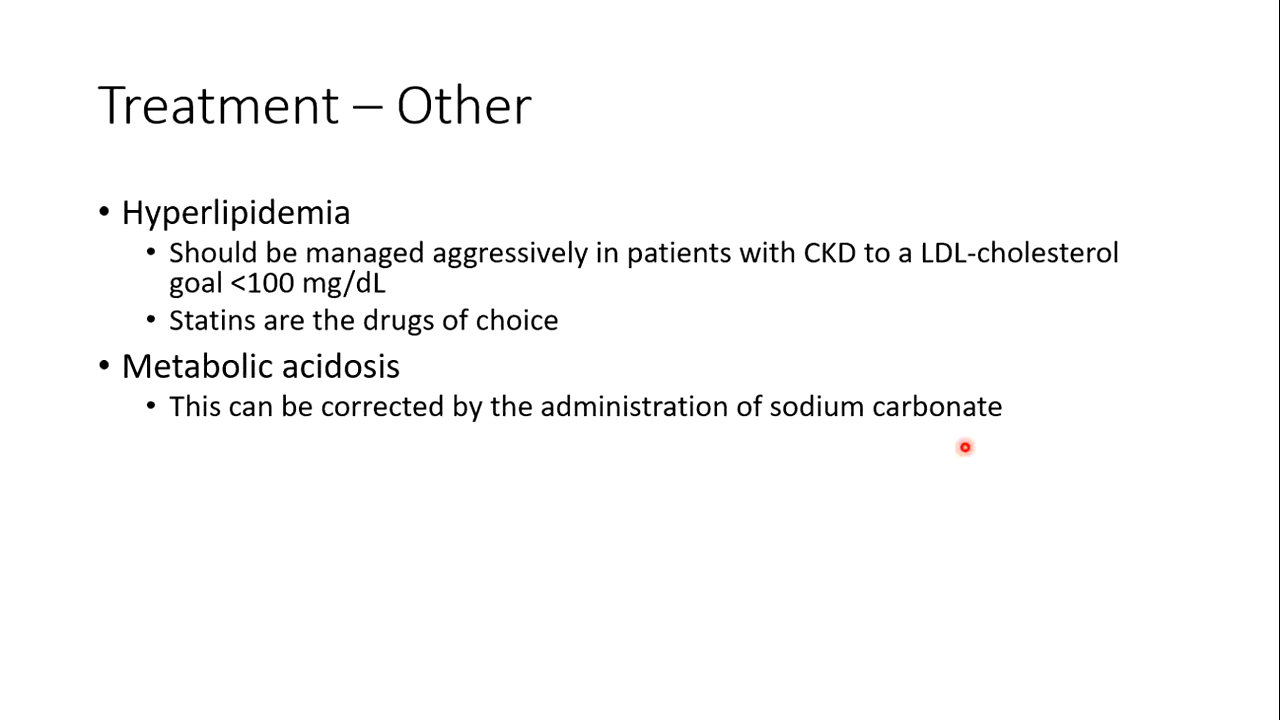 Treatment – Other
• Hyperlipidemia
• Should be managed aggressively in patients with CKD to a LDL-cholesterol
goal <100 mg/dL
• Statins are the drugs of choice
• Metabolic acidosis
• This can be corrected by the administration of sodium carbonate